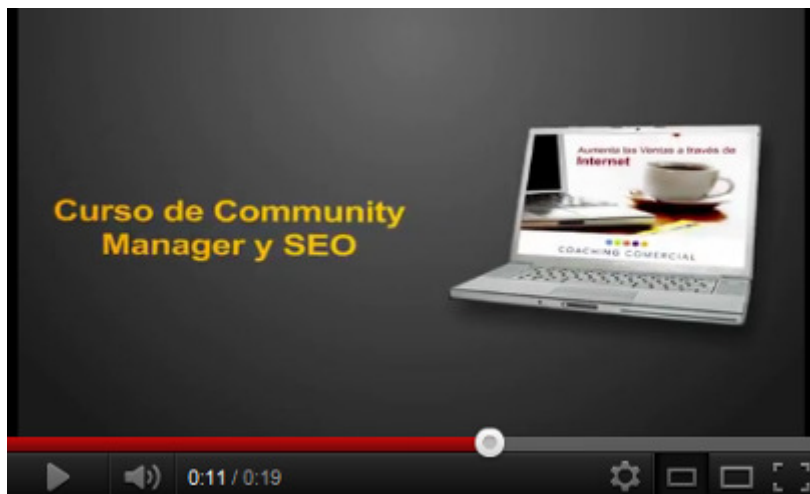 Curso de Community
Manager y SEO
Aumenta las Ventas a través de
Internet
COACHING COMERCIAL
0:11 / 0:19